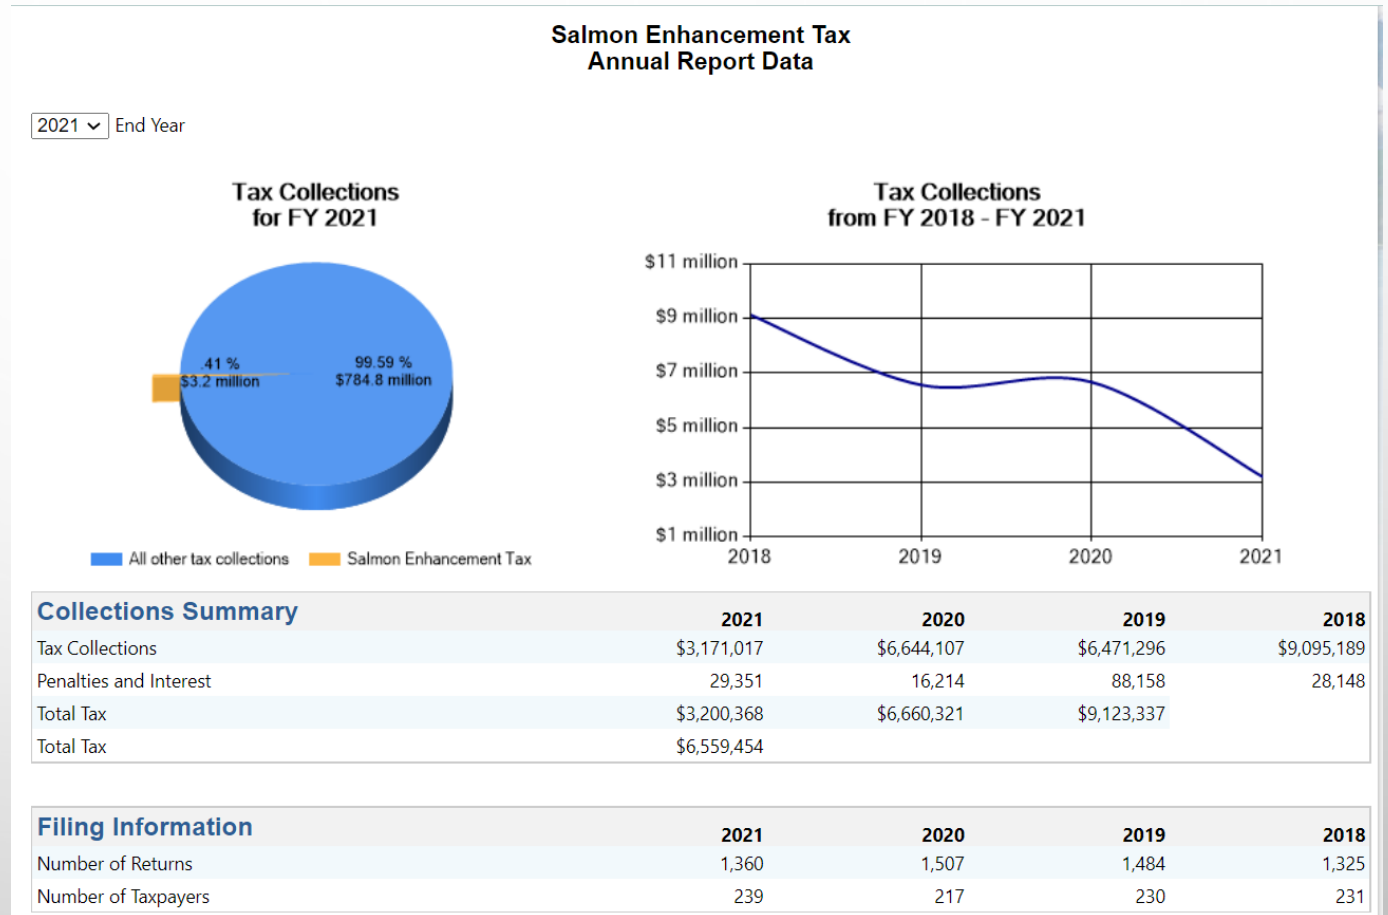 Salmon Enhancement Tax
Annual Report Data
2021 End Year
Tax Collections
for FY 2021
.41 %
$3.2 million
99.59 %
$784.8 million
All other tax collections
Salmon Enhancement Tax
Tax Collections
from FY 2018 - FY 2021
$11 million
$9 million
$7 million
$5 million
$3 million
$1 million
2018 2019 2020 2021
Collections Summary 2021 2020 2019 2018
Tax Collections $3,171,017 $6,644,107 $6,471,296 $9,095,189
Penalties and Interest 29,351 16,214 88,158 28,148
Total Tax $3,200,368 $6,660,321 $9,123,337
Total Tax $6,559,454
Filing Information 2021 2020 2019 2018
Number of Returns 1,360 1,507 1,484 1,325
Number of Taxpayers 239 217 230 231